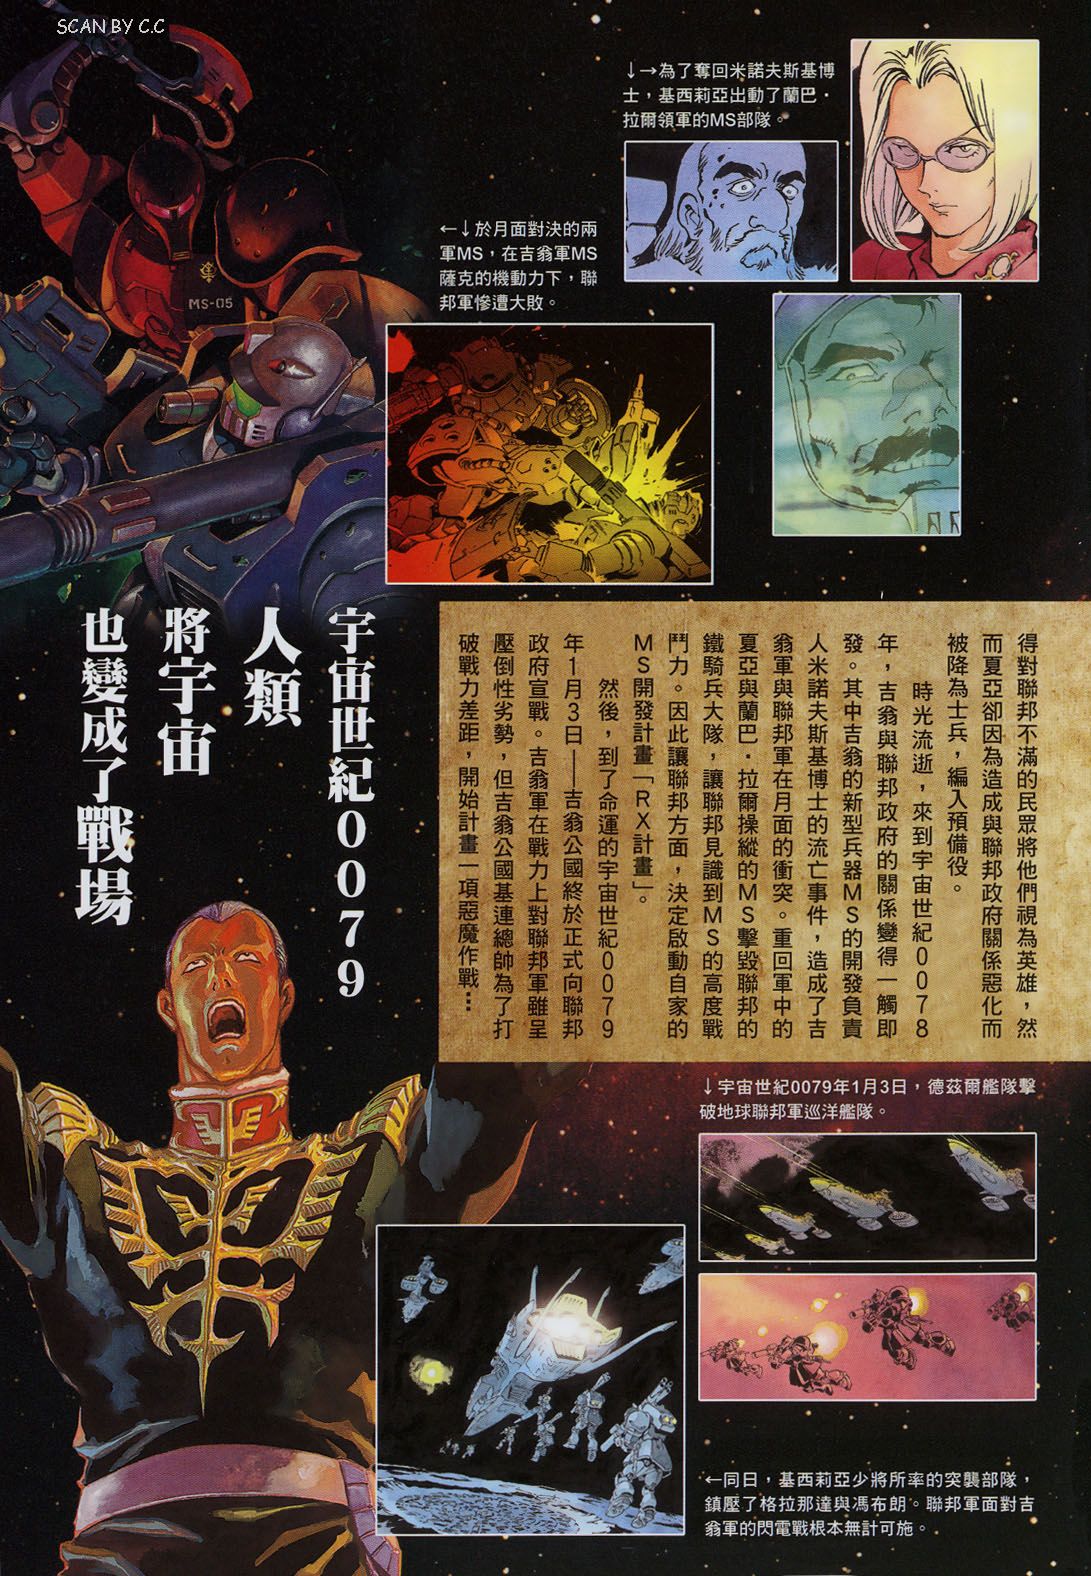 SCAN BY C.C
↓→為了奪回米諾夫斯基博
士，基西莉亞出動了蘭巴·
拉爾領軍的MS部隊。
←↓於月面對決的兩
軍MS，在吉翁軍MS
薩克的機動力下，聯
邦軍慘遭大敗。
MS-05
宇宙世紀0079
人類
將宇宙
也變成了戰場
得對聯邦不滿的民眾將他們視為英雄，然
而夏亞卻因為造成與聯邦政府關係惡化而
被降為士兵，編入預備役。
時光流逝，來到宇宙世紀0078
年，吉翁與聯邦政府的關係變得一觸即
發。其中吉翁的新型兵器MS的開發負責
人米諾夫斯基博士的流亡事件，造成了吉
翁軍與聯邦軍在月面的衝突。重回軍中的
夏亞與蘭巴·拉爾操縱的MS擊毀聯邦的
鐵騎兵大隊，讓聯邦見識到MS的高度戰
鬥力。因此讓聯邦方面，決定啟動自家的
MS開發計畫「RX計畫」。
然後，到了命運的宇宙世紀0079
年1月3日——吉翁公國終於正式向聯邦
政府宣戰。吉翁軍在戰力上對聯邦軍雖呈
壓倒性劣勢，但吉翁公國基連總帥為了打
破戰力差距，開始計畫一項惡魔作戰…
↓宇宙世紀0079年1月3日，德茲爾艦隊擊
破地球聯邦軍巡洋艦隊。
←同日，基西莉亞少將所率的突襲部隊，
鎮壓了格拉那達與馮布朗。聯邦軍面對吉
翁軍的閃電戰根本無計可施。